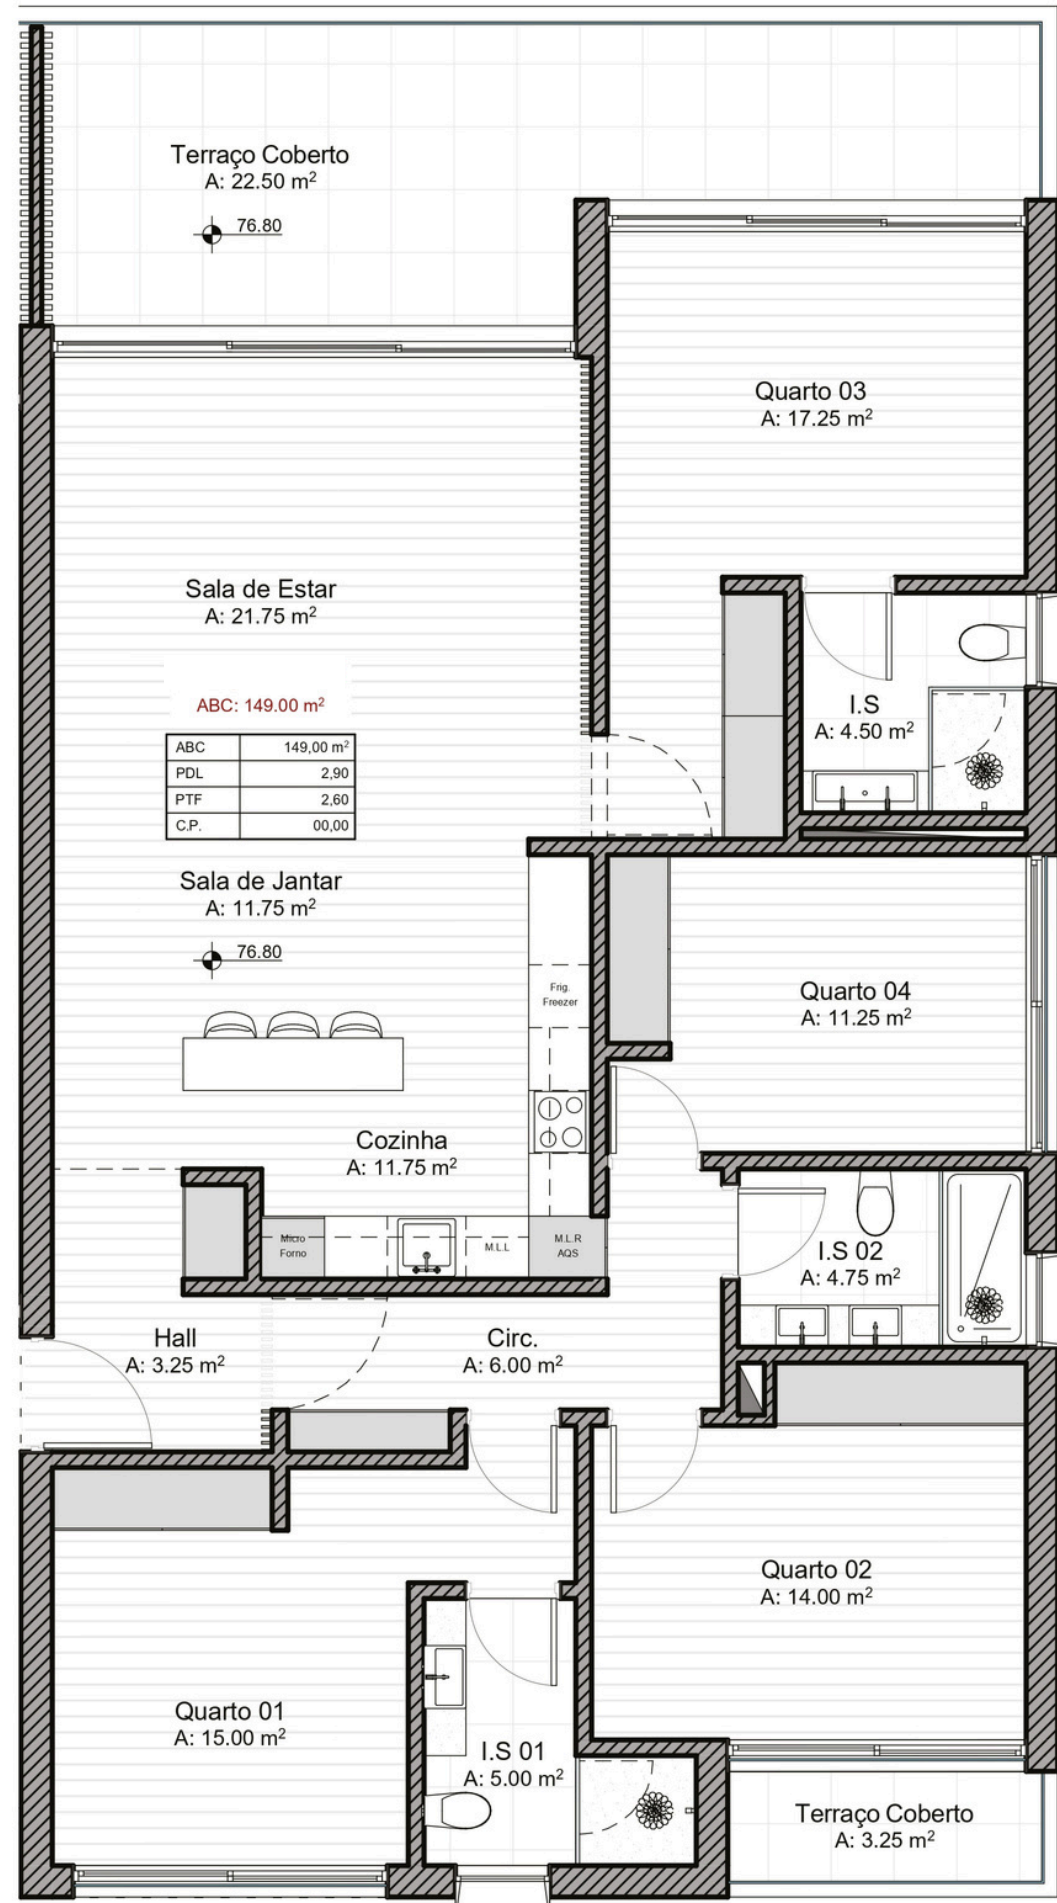 Terraço Coberto
A: 22.50 m²
76.80
Quarto 03
A: 17.25 m²
Sala de Estar
A: 21.75 m²
ABC: 149.00 m²
ABC 149,00 m²
PDL 2,90
PTF 2,60
C.P. 00,00
I.S
A: 4.50 m²
Sala de Jantar
A: 11.75 m²
76.80
Frig.
Freezer
Quarto 04
A: 11.25 m²
Cozinha
A: 11.75 m²
Micro
Forno
M.L.L
M.L.R
AQS
I.S 02
A: 4.75 m²
Hall
A: 3.25 m²
Circ.
A: 6.00 m²
Quarto 02
A: 14.00 m²
Quarto 01
A: 15.00 m²
I.S 01
A: 5.00 m²
Terraço Coberto
A: 3.25 m²